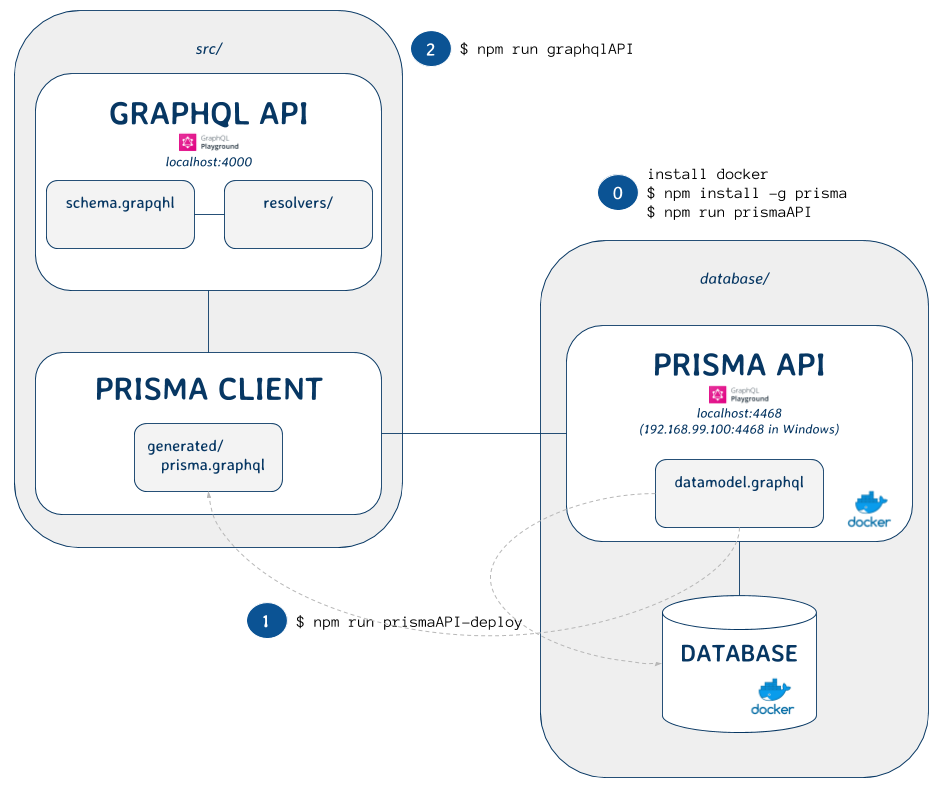 src/
2
$ npm run graphqlAPI
GRAPHQL API
GraphQL
Playground
localhost:4000
schema.grapqhl
resolvers/
0
install docker
$ npm install -g prisma
$ npm run prismaAPI
database/
PRISMA CLIENT
generated/
prisma.graphql
PRISMA API
GraphQL
Playground
localhost:4468
(192.168.99.100:4468 in Windows)
datamodel.graphql
docker
1
$ npm run prismaAPI-deploy
DATABASE
docker